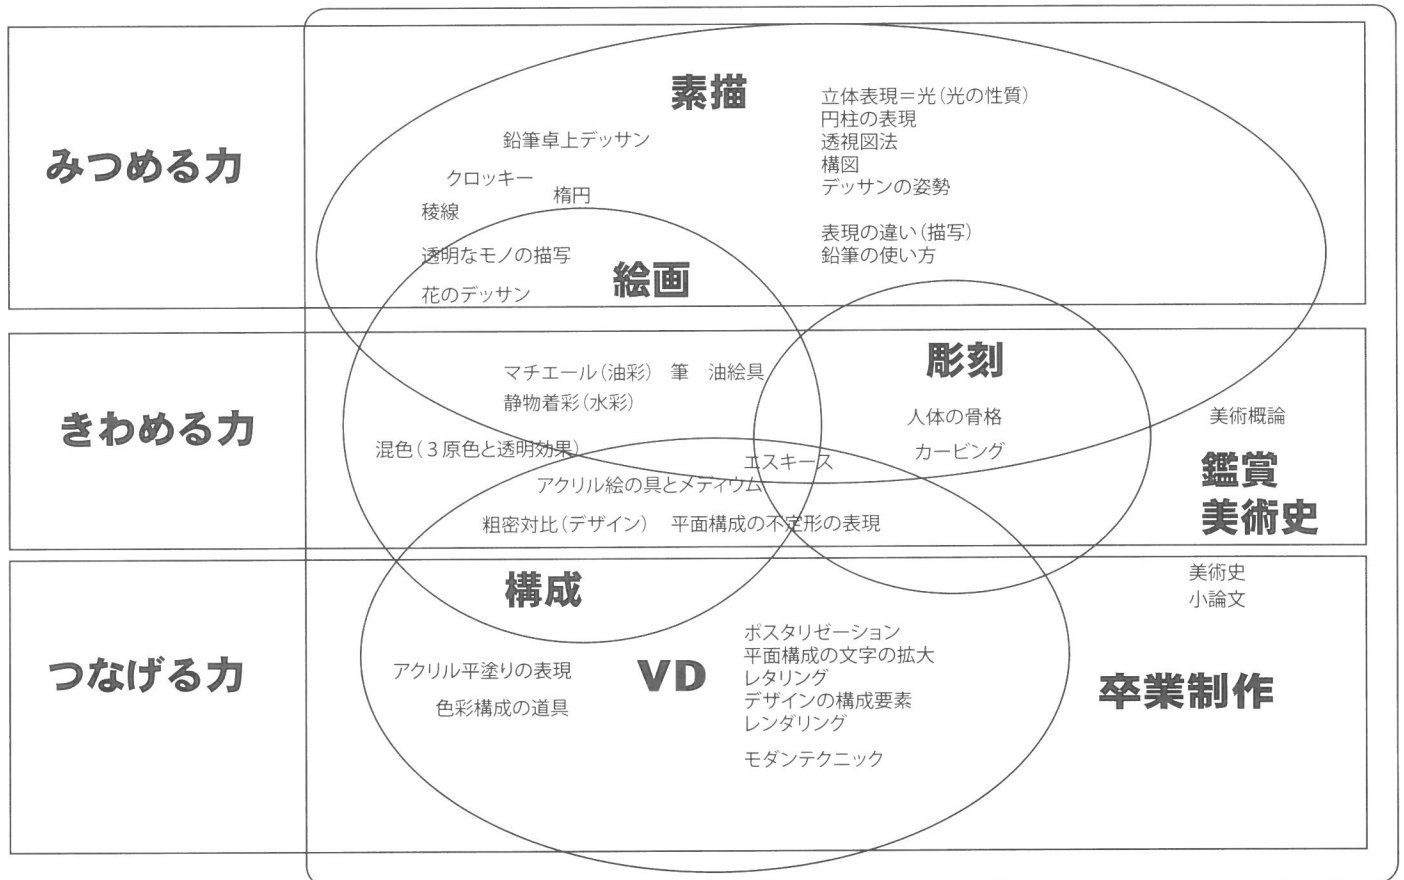 みつめる力
素描
鉛筆卓上デッサン
クロッキー
楕円
稜線
透明なモノの描写
絵画
花のデッサン
立体表現＝光（光の性質）
円柱の表現
透視図法
構図
デッサンの姿勢
表現の違い（描写）
鉛筆の使い方
きわめる力
マチエール（油彩）　筆　油絵具
静物着彩（水彩）
混色（３原色と透明効果）
エスキース
アクリル絵の具とメディウム
粗密対比（デザイン）　平面構成の不定形の表現
彫刻
人体の骨格
カービング
美術概論
鑑賞
美術史
つなげる力
構成
アクリル平塗りの表現
色彩構成の道具
VD
ポスタリゼーション
平面構成の文字の拡大
レタリング
デザインの構成要素
レンダリング
モダンテクニック
美術史
小論文
卒業制作